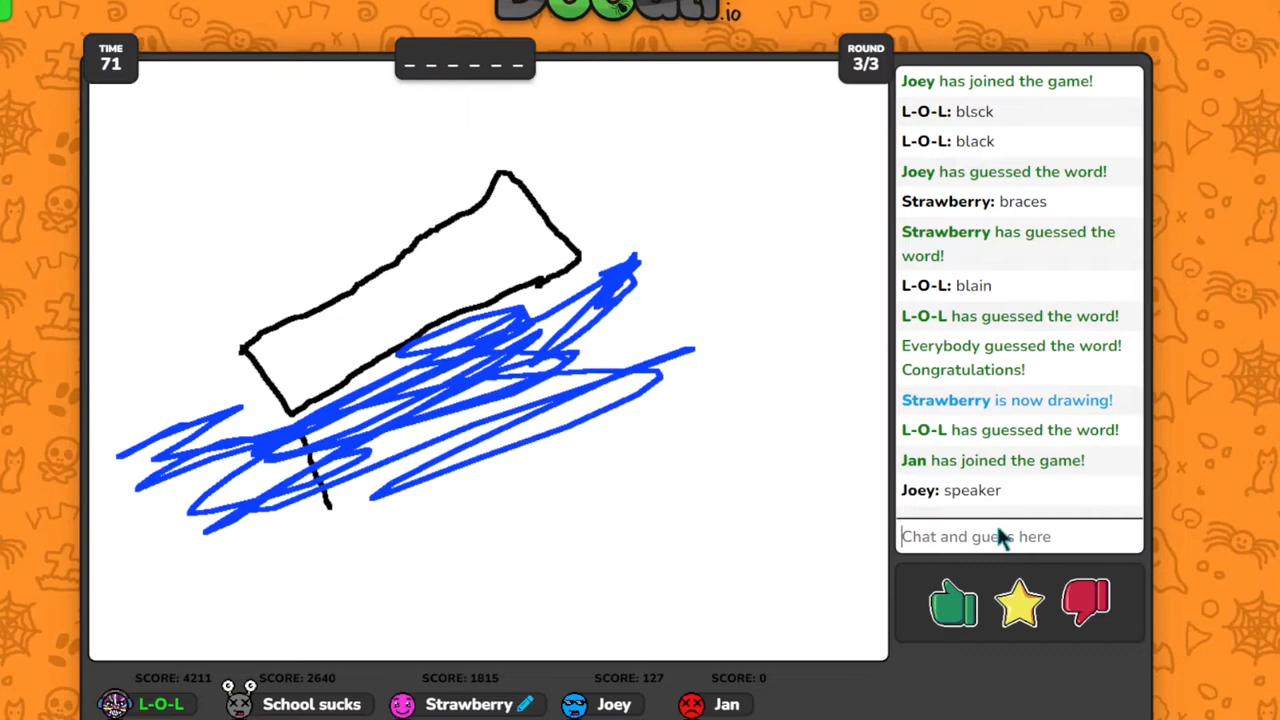 Doodli.io
TIME
71
_ _ _ _ _ _
ROUND
3/3
Joey has joined the game!
L-O-L: blsck
L-O-L: black
Joey has guessed the word!
Strawberry: braces
Strawberry has guessed the
word!
L-O-L: blain
L-O-L has guessed the word!
Everybody guessed the word!
Congratulations!
Strawberry is now drawing!
L-O-L has guessed the word!
Jan has joined the game!
Joey: speaker
Chat and guess here
SCORE: 4211
SCORE: 2640
SCORE: 1815
SCORE: 127
SCORE: 0
L-O-L
School sucks
Strawberry
Joey
Jan